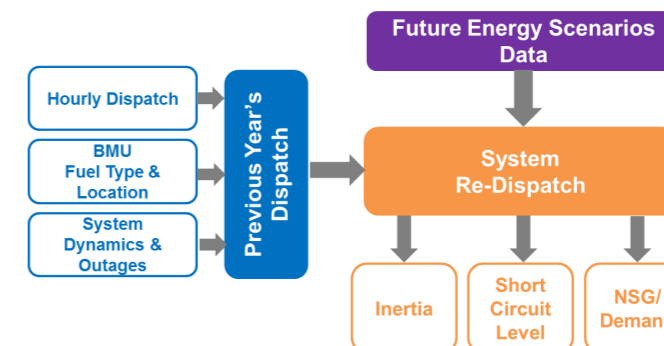 Future Energy Scenarios
Data
Hourly Dispatch
BMU
Fuel Type &
Location
System
Dynamics &
Outages
Previous Year's
Dispatch
System
Re-Dispatch
Inertia
Short
Circuit
Level
NSG/